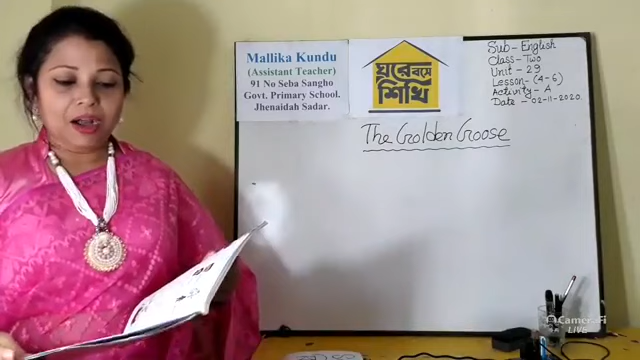 Mallika Kundu
(Assistant Teacher)
91 No Seba Sangho
Govt. Primary School.
Jhenaidah Sadar.
ঘরে বসে
শিখি
Sub- English
Class- Two
Unit - 29
Lesson- (4-6)
Activity - A
Date - 02-11-2020.
The Golden Goose
CameraFi
LIVE